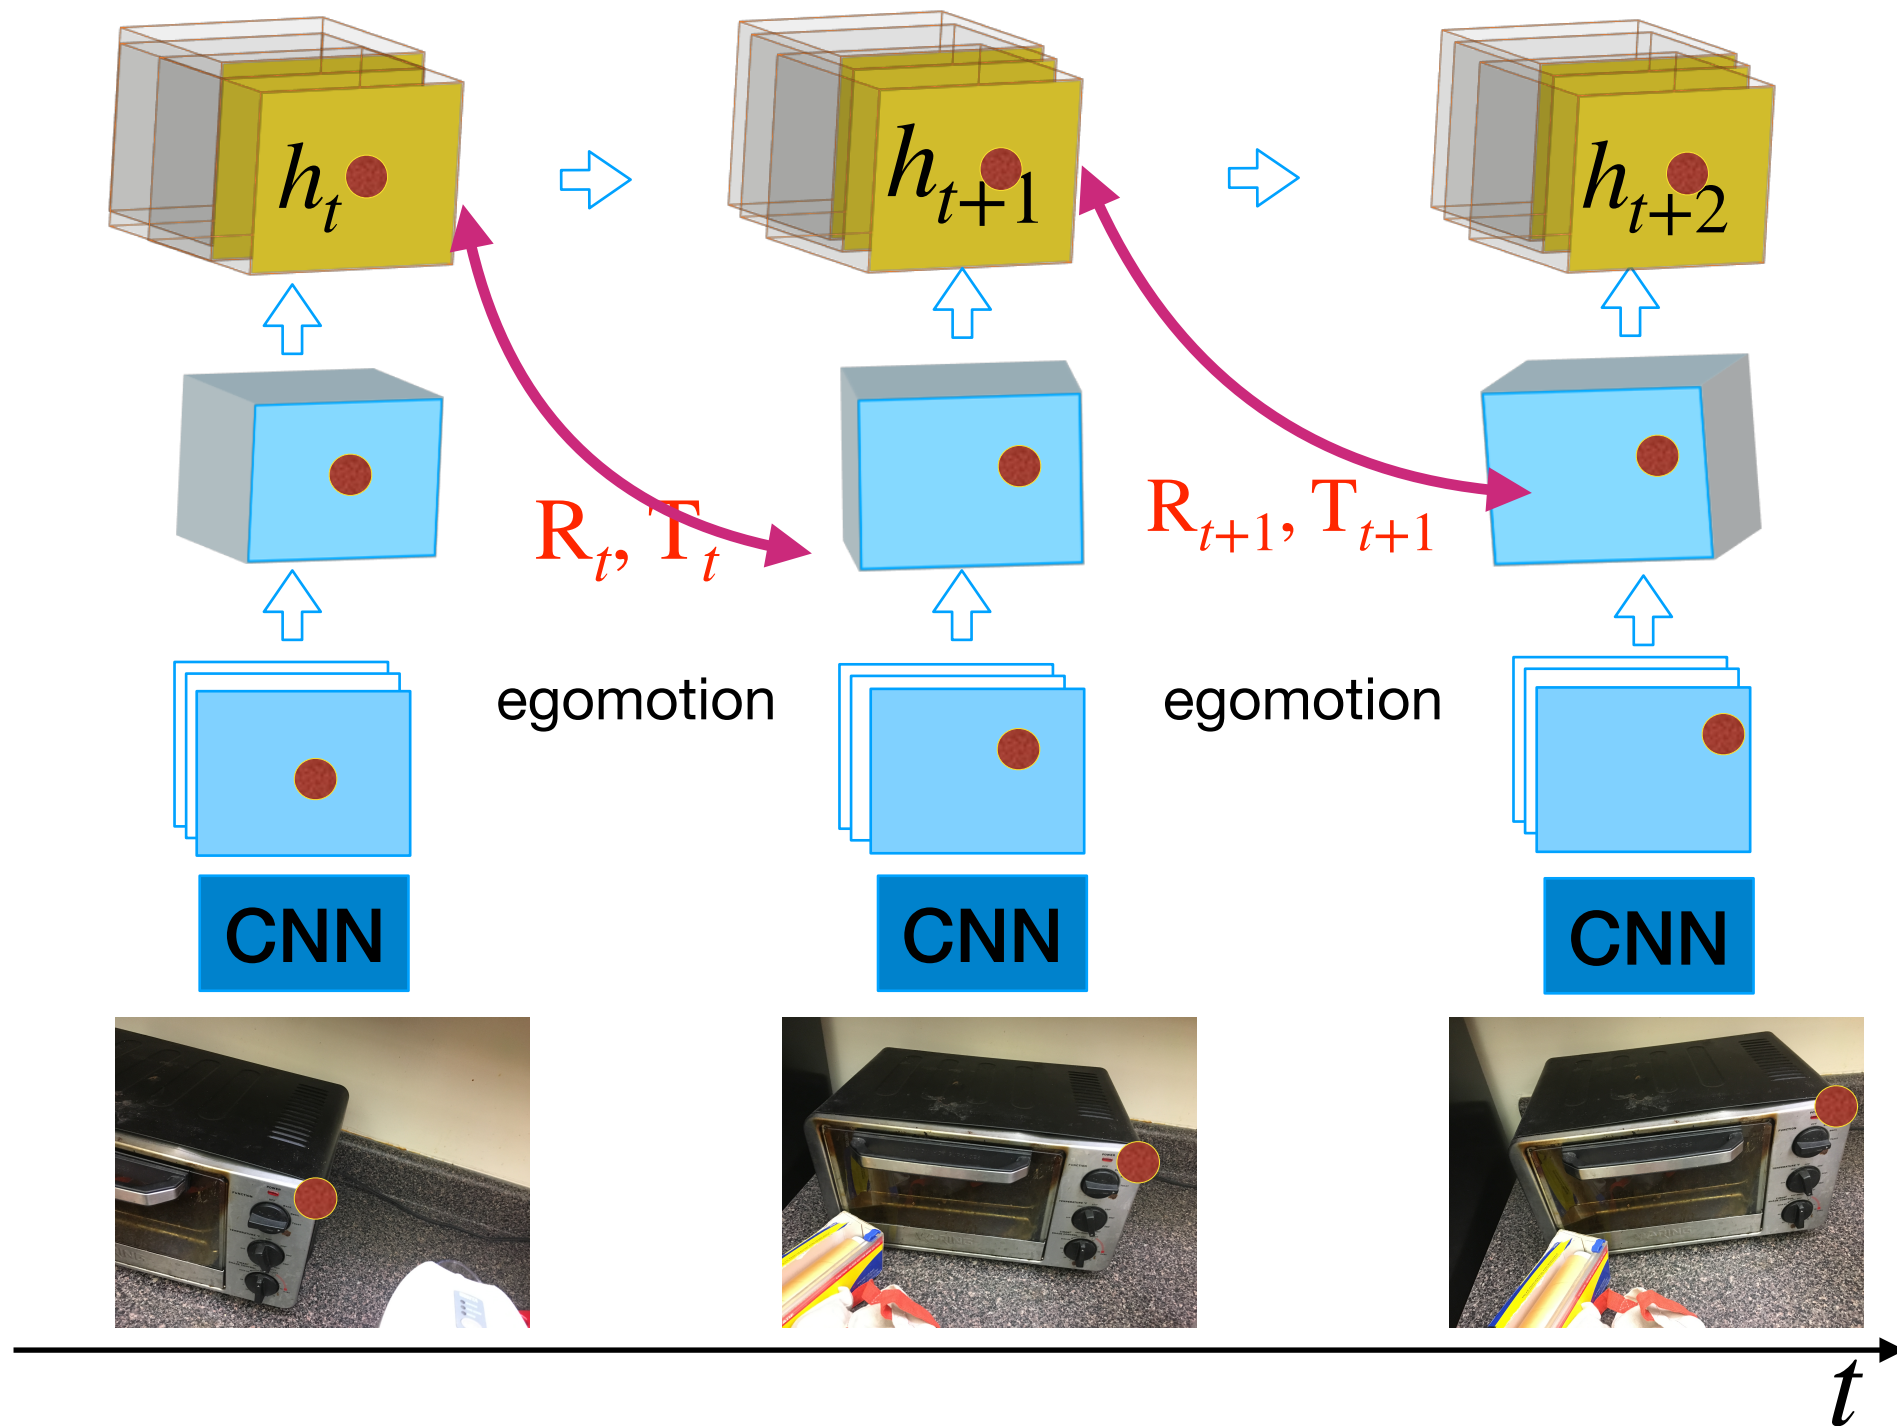 h_t
h_{t+1}
h_{t+2}
R_t, T_t
R_{t+1}, T_{t+1}
egomotion
egomotion
CNN
CNN
CNN
t